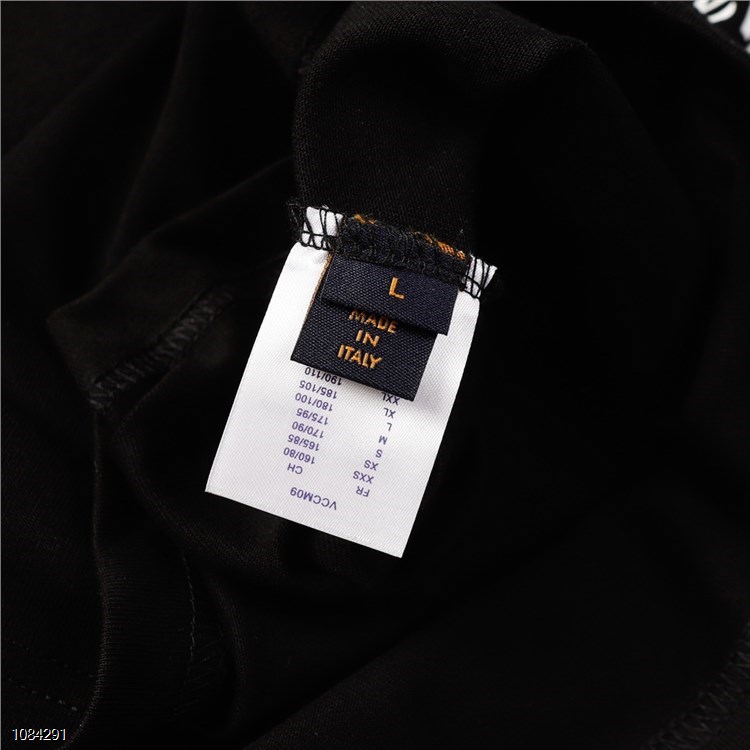 L
MADE
IN
ITALY
VCCM09
FR CH
XXS 160/80
XS 165/85
S 170/90
M 175/95
L 180/100
XL 185/105
XXL 190/110
1084291